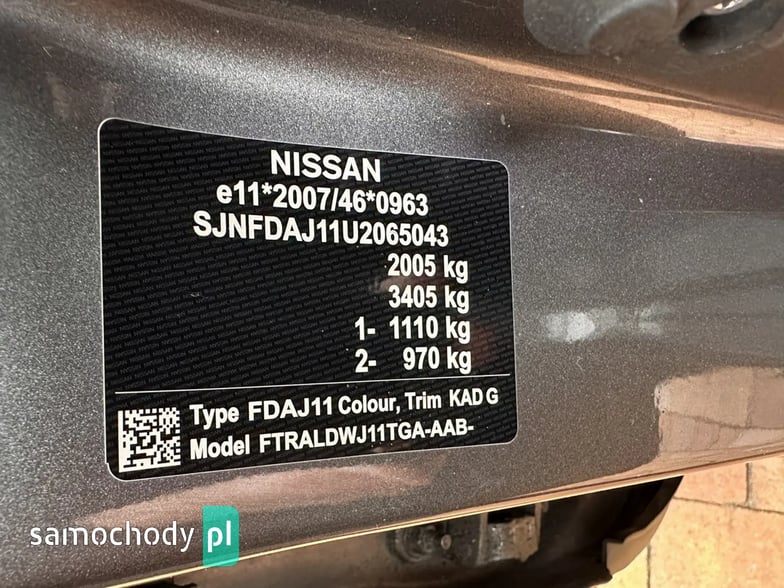 NISSAN
e11*2007/46*0963
SJNFDAJ11U2065043
2005 kg
3405 kg
1- 1110 kg
2- 970 kg
Type FDAJ11 Colour, Trim KAD G
Model FTRALDWJ11TGA-AAB-
samochody pl